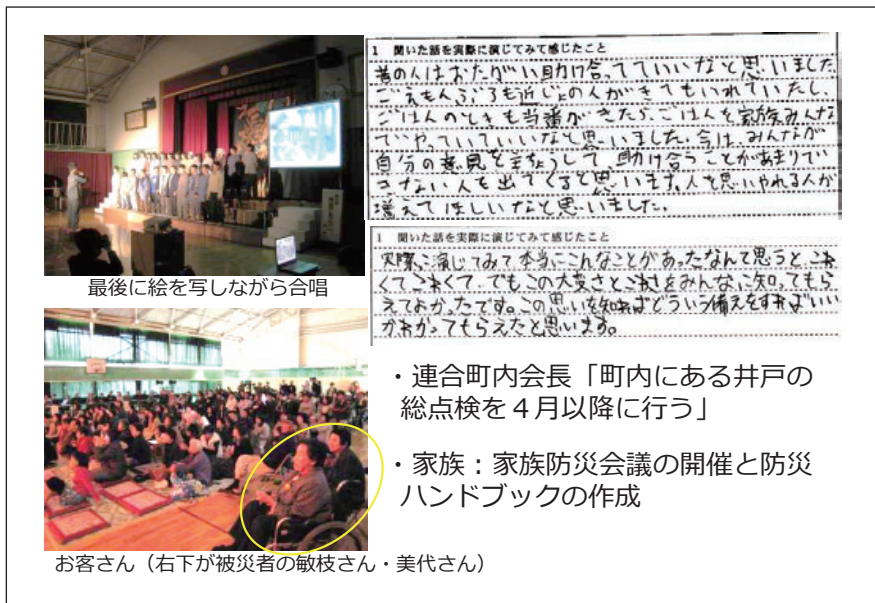 最後に絵を写しながら合唱
1 聞いた話を実際に演じてみて感じたこと
昔の人はおたがい助け合っていいなと思いました。
ごえもんぶろも近じょの人がきてもいれていたし、
ごはんのときも当番がきたら、ごはんを家族みんな
でやっていていいなと思いました。今は、みんなが
自分の意見を主ちょうして、助け合うことがあまりで
きない人も出てくると思います。人を思いやれる人が
増えてほしいなと思いました。
1 聞いた話を実際に演じてみて感じたこと
実際に演じてみて本当にこんなことがあったなんて思うと、こわ
くてこわくて、でもこの大変さとこわさをみんなに知ってもら
えてよかったです。この思いを知ればどういう備えをすればいい
かわかってもらえたと思います。
・連合町内会長「町内にある井戸の
総点検を４月以降に行う」
・家族：家族防災会議の開催と防災
ハンドブックの作成
お客さん（右下が被災者の敏枝さん・美代さん）